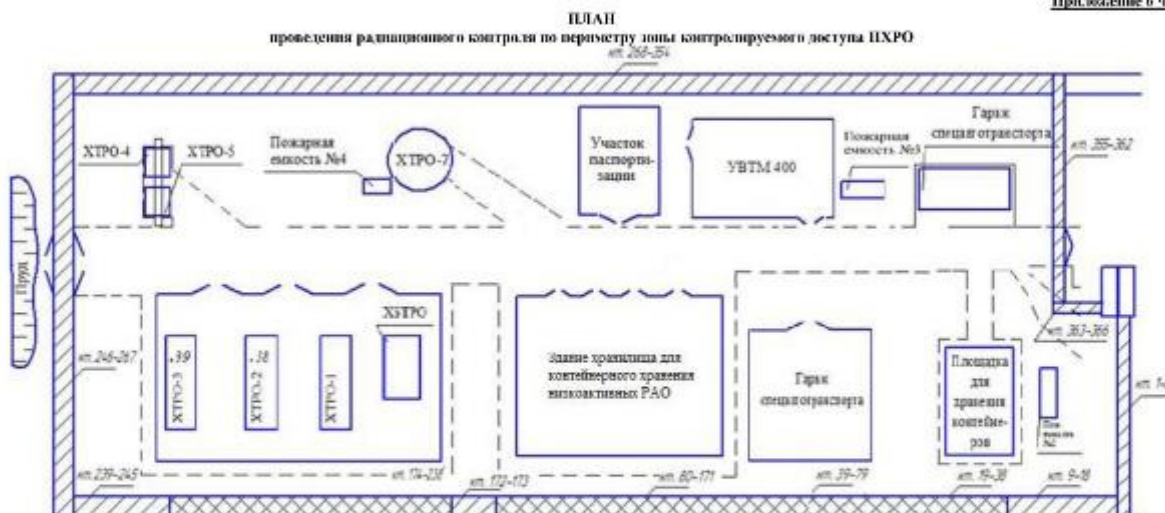 Приложение 6
ПЛАН
проведения радиационного контроля по периметру зоны контролируемого доступа ПХРО
кт. 268-354
ХТРО-4
ХТРО-5
Пожарная
емкость №4
ХТРО-7
Участок
паспорти-
зации
УВТМ 400
Пожарная
емкость №3
Гараж
спецавтотранспорта
кт. 355-362
Пруд
ХБТРО
кт. 246-267
.39
ХТРО-3
.38
ХТРО-2
ХТРО-1
Здание хранилища для
контейнерного хранения
низкоактивных РАО
Гараж
спецавтотранспорта
Площадка
для
хранения
контейне-
ров
кт. 363-366
кт. 239-245
кт. 174-238
кт. 172-173
кт. 80-171
кт. 39-79
кт. 19-38
кт. 9-18